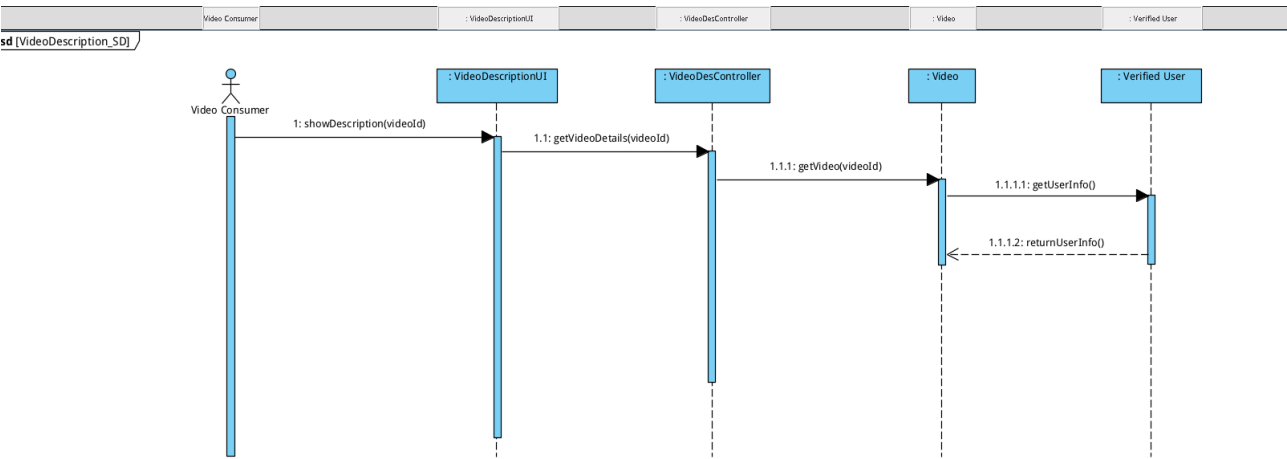 Video Consumer
: VideoDescriptionUI
: VideoDesController
: Video
: Verified User
sd [VideoDescription_SD]
: VideoDescriptionUI
: VideoDesController
: Video
: Verified User
Video Consumer
1: showDescription(videoId)
1.1: getVideoDetails(videoId)
1.1.1: getVideo(videoId)
1.1.1.1: getUserInfo()
1.1.1.2: returnUserInfo()